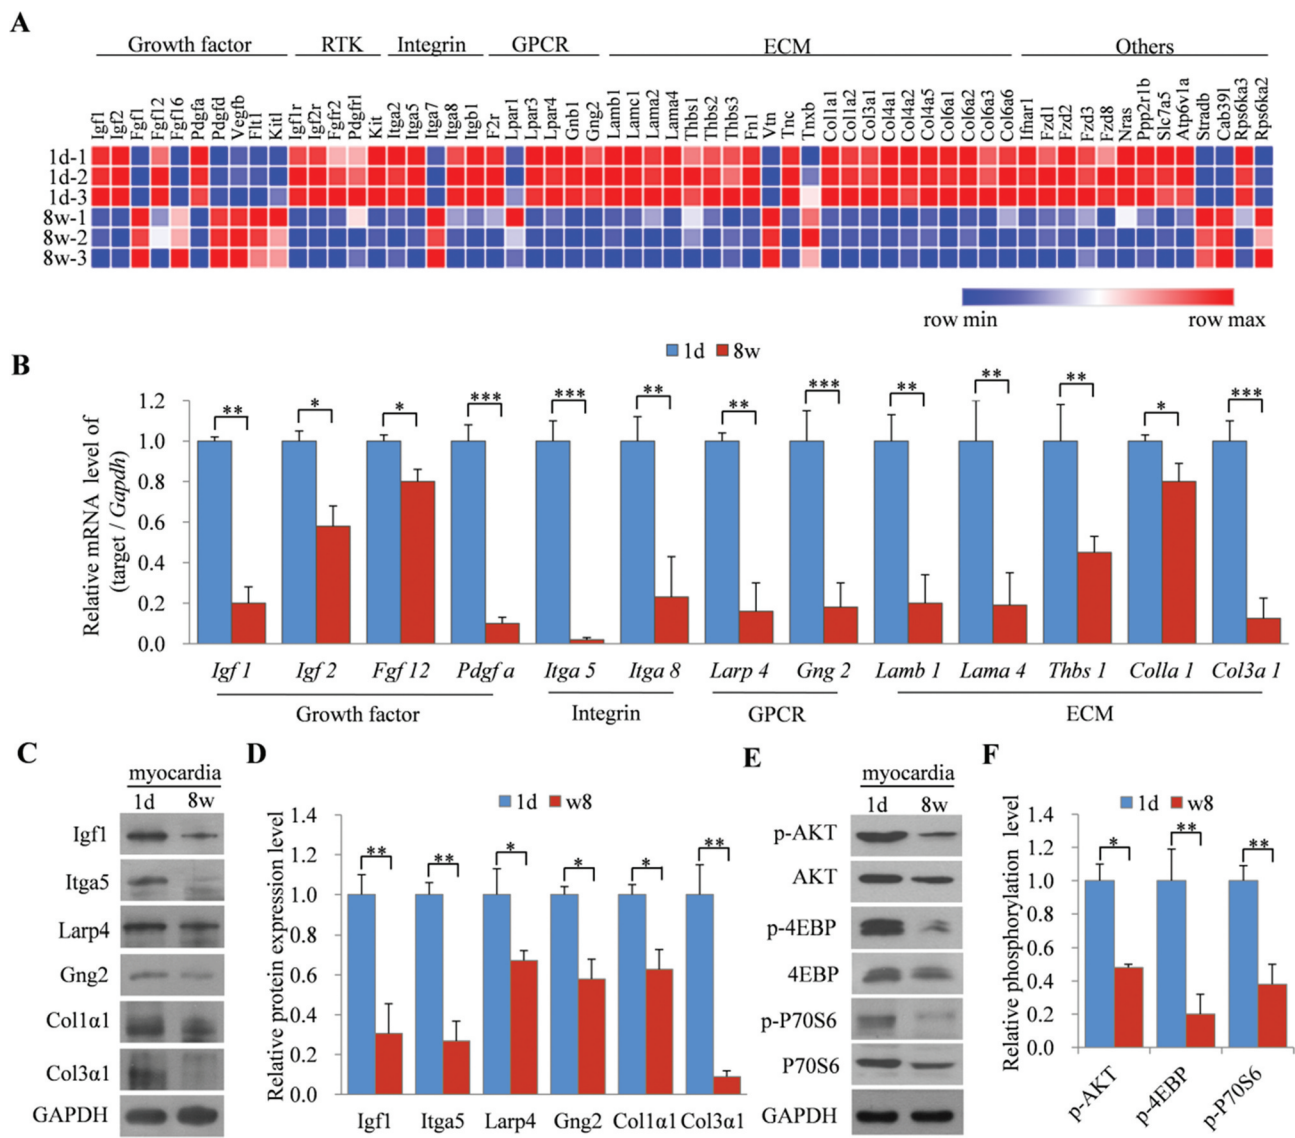 A
Growth factor RTK Integrin GPCR ECM Others
Igf1 Igf2 Fgf1 Fgf12 Fgf16 Pdgfa Pdgfd Vegfb Flt1 Kitl Igf1r Igf2r Fgfr2 Pdgfrl Kit Itga2 Itga5 Itga7 Itga8 Itgb1 F2r Lpar1 Lpar3 Lpar4 Gnb1 Gng2 Lamb1 Lamc1 Lama2 Lama4 Thbs1 Thbs2 Thbs3 Fn1 Vtn Tnc Tnxb Col1a1 Col1a2 Col3a1 Col4a1 Col4a2 Col4a5 Col6a1 Col6a2 Col6a3 Col6a6 Ifnar1 Fzd1 Fzd2 Fzd3 Fzd8 Nras Ppp2r1b Slc7a5 Atp6v1a Stradb Cab39l Rps6ka3 Rps6ka2
1d-1
1d-2
1d-3
8w-1
8w-2
8w-3
row min row max
B
1d 8w
Relative mRNA level of
(target / Gapdh)
1.2
1.0
0.8
0.6
0.4
0.2
0.0
** * * *** *** ** ** *** ** ** ** * ***
Igf 1 Igf 2 Fgf 12 Pdgf a Itga 5 Itga 8 Larp 4 Gng 2 Lamb 1 Lama 4 Thbs 1 Colla 1 Col3a 1
Growth factor Integrin GPCR ECM
C
myocardia
1d 8w
Igf1
Itga5
Larp4
Gng2
Col1α1
Col3α1
GAPDH
D
1d w8
Relative protein expression level
1.4
1.2
1.0
0.8
0.6
0.4
0.2
0.0
** ** * * * **
Igf1 Itga5 Larp4 Gng2 Col1α1 Col3α1
E
myocardia
1d 8w
p-AKT
AKT
p-4EBP
4EBP
p-P70S6
P70S6
GAPDH
F
1d w8
Relative phosphorylation level
1.4
1.2
1.0
0.8
0.6
0.4
0.2
0.0
* ** **
p-AKT p-4EBP p-P70S6